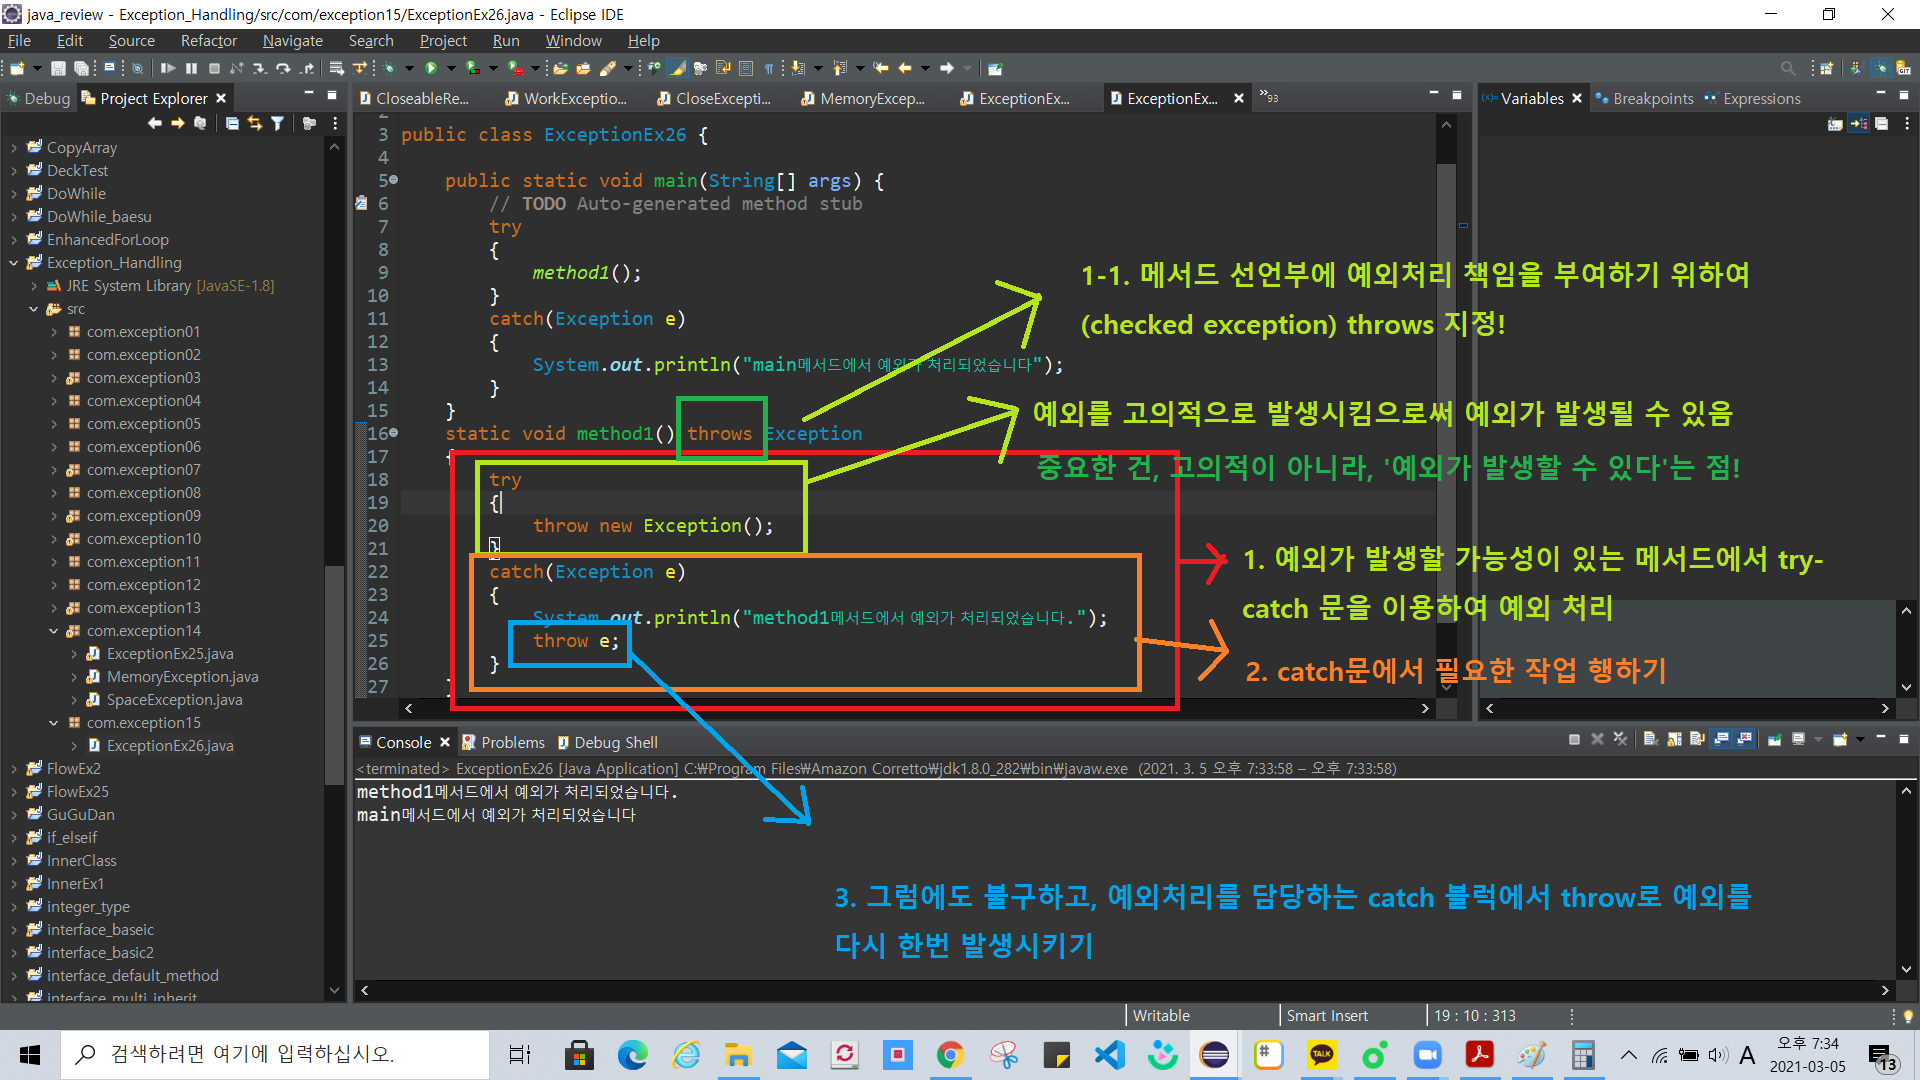 java_review - Exception_Handling/src/com/exception15/ExceptionEx26.java - Eclipse IDE
File Edit Source Refactor Navigate Search Project Run Window Help
Debug Project Explorer
CloseableRe... WorkExceptio... CloseExcepti... MemoryExcep... ExceptionEx... ExceptionEx... »93
Variables Breakpoints Expressions
CopyArray
DeckTest
DoWhile
DoWhile_baesu
EnhancedForLoop
Exception_Handling
JRE System Library [JavaSE-1.8]
src
com.exception01
com.exception02
com.exception03
com.exception04
com.exception05
com.exception06
com.exception07
com.exception08
com.exception09
com.exception10
com.exception11
com.exception12
com.exception13
com.exception14
ExceptionEx25.java
MemoryException.java
SpaceException.java
com.exception15
ExceptionEx26.java
FlowEx2
FlowEx25
GuGuDan
if_elseif
InnerClass
InnerEx1
integer_type
interface_baseic
interface_basic2
interface_default_method
interface_multi_inherit
2
3 public class ExceptionEx26 {
4
5 public static void main(String[] args) {
6 // TODO Auto-generated method stub
7 try
8 {
9 method1();
10 }
11 catch(Exception e)
12 {
13 System.out.println("main메서드에서 예외가 처리되었습니다");
14 }
15 }
16 static void method1() throws Exception
17 {
18 try
19 {
20 throw new Exception();
21 }
22 catch(Exception e)
23 {
24 System.out.println("method1메서드에서 예외가 처리되었습니다.");
25 throw e;
26 }
27 }
1-1. 메서드 선언부에 예외처리 책임을 부여하기 위하여
(checked exception) throws 지정!
예외를 고의적으로 발생시킴으로써 예외가 발생될 수 있음
중요한 건, 고의적이 아니라, '예외가 발생할 수 있다'는 점!
1. 예외가 발생할 가능성이 있는 메서드에서 try-
catch 문을 이용하여 예외 처리
2. catch문에서 필요한 작업 행하기
Console Problems Debug Shell
<terminated> ExceptionEx26 [Java Application] C:₩Program Files₩Amazon Corretto₩jdk1.8.0_282₩bin₩javaw.exe (2021. 3. 5 오후 7:33:58 – 오후 7:33:58)
method1메서드에서 예외가 처리되었습니다.
main메서드에서 예외가 처리되었습니다
3. 그럼에도 불구하고, 예외처리를 담당하는 catch 블럭에서 throw로 예외를
다시 한번 발생시키기
Writable Smart Insert 19 : 10 : 313
검색하려면 여기에 입력하십시오.
TALK
A
오후 7:34
2021-03-05
13